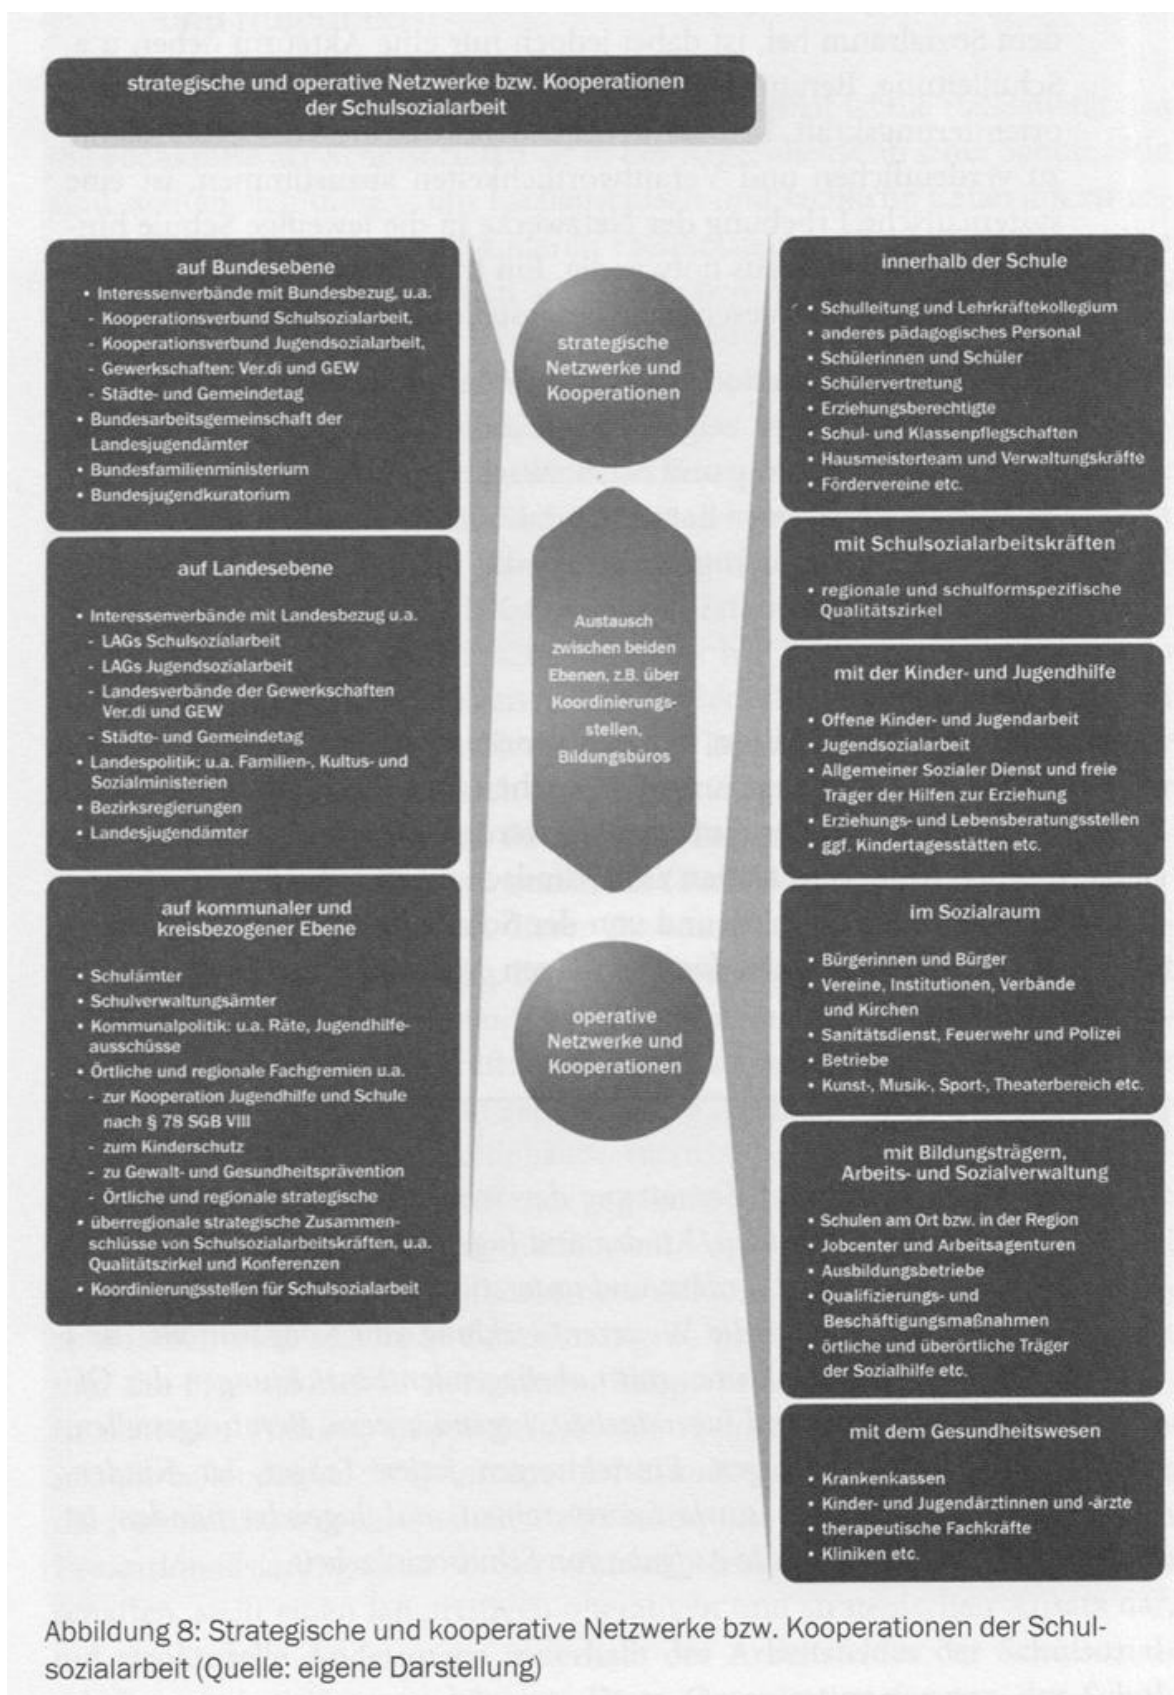 strategische und operative Netzwerke bzw. Kooperationen
der Schulsozialarbeit
auf Bundesebene
• Interessenverbände mit Bundesbezug, u.a.
- Kooperationsverbund Schulsozialarbeit,
- Kooperationsverbund Jugendsozialarbeit,
- Gewerkschaften: Ver.di und GEW
- Städte- und Gemeindetag
• Bundesarbeitsgemeinschaft der
Landesjugendämter
• Bundesfamilienministerium
• Bundesjugendkuratorium
auf Landesebene
• Interessenverbände mit Landesbezug u.a.
- LAGs Schulsozialarbeit
- LAGs Jugendsozialarbeit
- Landesverbände der Gewerkschaften
Ver.di und GEW
- Städte- und Gemeindetag
• Landespolitik: u.a. Familien-, Kultus- und
Sozialministerien
• Bezirksregierungen
• Landesjugendämter
auf kommunaler und
kreisbezogener Ebene
• Schulämter
• Schulverwaltungsämter
• Kommunalpolitik: u.a. Räte, Jugendhilfe-
ausschüsse
• Örtliche und regionale Fachgremien u.a.
- zur Kooperation Jugendhilfe und Schule
nach § 78 SGB VIII
- zum Kinderschutz
- zu Gewalt- und Gesundheitsprävention
- Örtliche und regionale strategische
• überregionale strategische Zusammen-
schlüsse von Schulsozialarbeitskräften, u.a.
Qualitätszirkel und Konferenzen
• Koordinierungsstellen für Schulsozialarbeit
strategische
Netzwerke und
Kooperationen
Austausch
zwischen beiden
Ebenen, z.B. über
Koordinierungs-
stellen,
Bildungsbüros
operative
Netzwerke und
Kooperationen
innerhalb der Schule
• Schulleitung und Lehrkräftekollegium
• anderes pädagogisches Personal
• Schülerinnen und Schüler
• Schülervertretung
• Erziehungsberechtigte
• Schul- und Klassenpflegschaften
• Hausmeisterteam und Verwaltungskräfte
• Fördervereine etc.
mit Schulsozialarbeitskräften
• regionale und schulformspezifische
Qualitätszirkel
mit der Kinder- und Jugendhilfe
• Offene Kinder- und Jugendarbeit
• Jugendsozialarbeit
• Allgemeiner Sozialer Dienst und freie
Träger der Hilfen zur Erziehung
• Erziehungs- und Lebensberatungsstellen
• ggf. Kindertagesstätten etc.
im Sozialraum
• Bürgerinnen und Bürger
• Vereine, Institutionen, Verbände
und Kirchen
• Sanitätsdienst, Feuerwehr und Polizei
• Betriebe
• Kunst-, Musik-, Sport-, Theaterbereich etc.
mit Bildungsträgern,
Arbeits- und Sozialverwaltung
• Schulen am Ort bzw. in der Region
• Jobcenter und Arbeitsagenturen
• Ausbildungsbetriebe
• Qualifizierungs- und
Beschäftigungsmaßnahmen
• örtliche und überörtliche Träger
der Sozialhilfe etc.
mit dem Gesundheitswesen
• Krankenkassen
• Kinder- und Jugendärztinnen und -ärzte
• therapeutische Fachkräfte
• Kliniken etc.
Abbildung 8: Strategische und kooperative Netzwerke bzw. Kooperationen der Schul-
sozialarbeit (Quelle: eigene Darstellung)